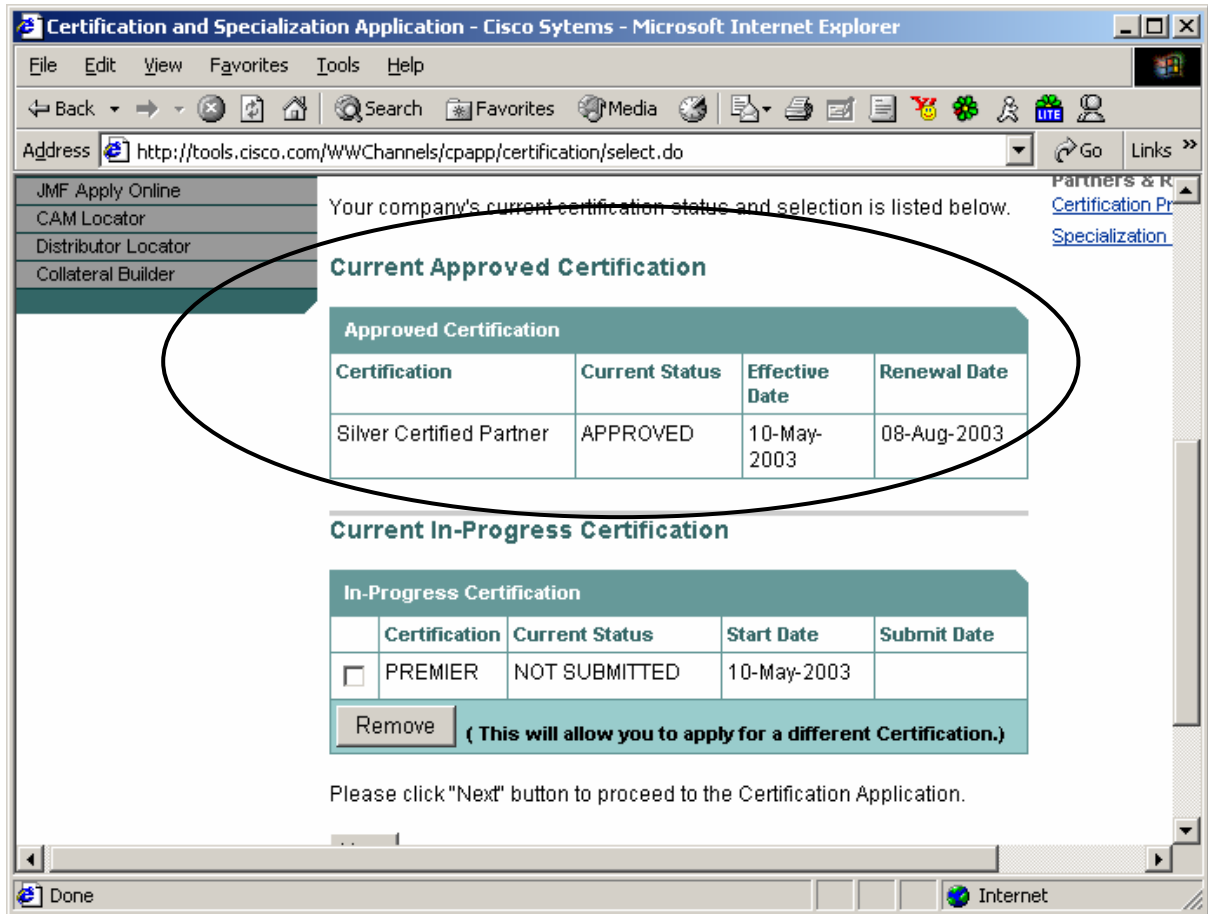 Certification and Specialization Application - Cisco Sytems - Microsoft Internet Explorer
File Edit View Favorites Tools Help
Back Search Favorites Media LITE
Address http://tools.cisco.com/WWChannels/cpapp/certification/select.do Go Links »
JMF Apply Online
CAM Locator
Distributor Locator
Collateral Builder
Your company's current certification status and selection is listed below.
Partners & R
Certification Pr
Specialization
Current Approved Certification
Approved Certification
Certification Current Status Effective Date Renewal Date
Silver Certified Partner APPROVED 10-May-2003 08-Aug-2003
Current In-Progress Certification
In-Progress Certification
Certification Current Status Start Date Submit Date
PREMIER NOT SUBMITTED 10-May-2003
Remove ( This will allow you to apply for a different Certification.)
Please click "Next" button to proceed to the Certification Application.
Done Internet